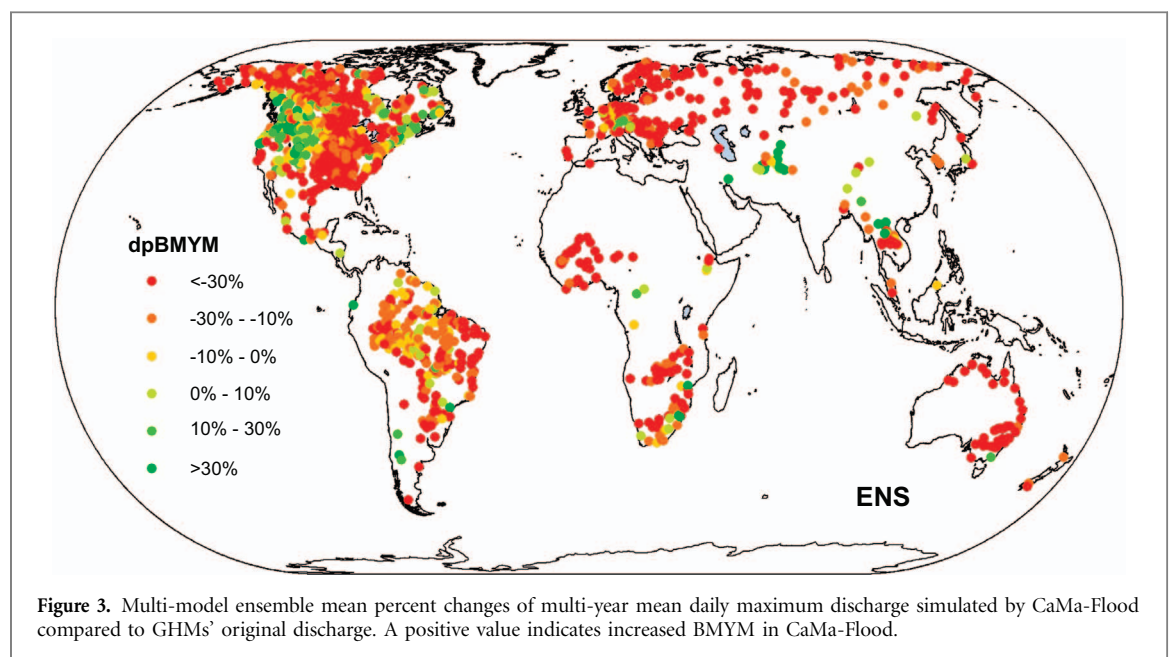 dpBMYM
<-30%
-30% - -10%
-10% - 0%
0% - 10%
10% - 30%
>30%
ENS
Figure 3. Multi-model ensemble mean percent changes of multi-year mean daily maximum discharge simulated by CaMa-Flood
compared to GHMs’ original discharge. A positive value indicates increased BMYM in CaMa-Flood.